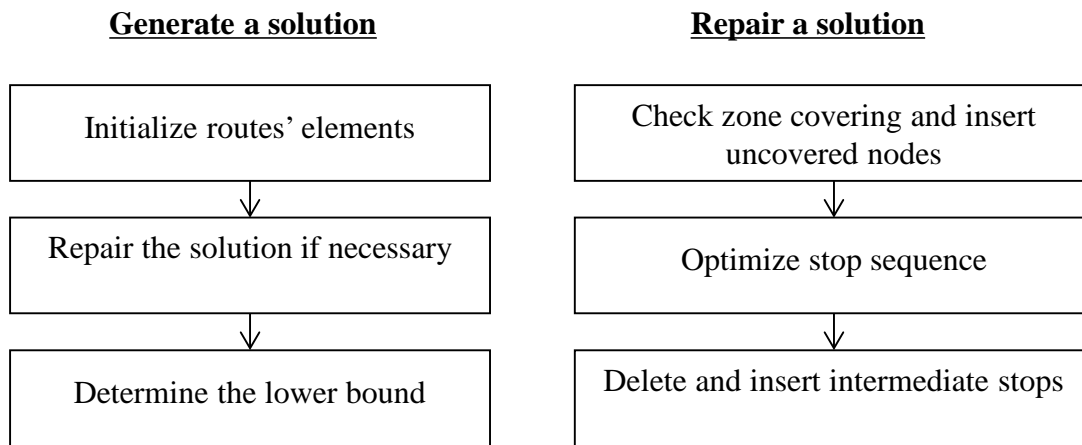 Generate a solution
Initialize routes’ elements
Repair the solution if necessary
Determine the lower bound
Repair a solution
Check zone covering and insert
uncovered nodes
Optimize stop sequence
Delete and insert intermediate stops